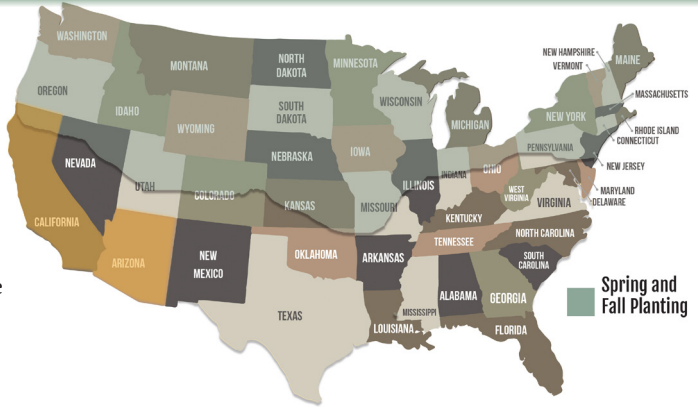 WASHINGTON
OREGON
IDAHO
MONTANA
NORTH
DAKOTA
SOUTH
DAKOTA
MINNESOTA
WISCONSIN
MICHIGAN
NEW HAMPSHIRE
VERMONT
MAINE
MASSACHUSETTS
NEW YORK
RHODE ISLAND
CONNECTICUT
PENNSYLVANIA
NEW JERSEY
MARYLAND
DELAWARE
WYOMING
NEBRASKA
IOWA
NEVADA
UTAH
COLORADO
KANSAS
MISSOURI
ILLINOIS
INDIANA
OHIO
WEST
VIRGINIA
VIRGINIA
KENTUCKY
CALIFORNIA
ARIZONA
NEW
MEXICO
OKLAHOMA
ARKANSAS
TENNESSEE
NORTH CAROLINA
SOUTH
CAROLINA
TEXAS
LOUISIANA
MISSISSIPPI
ALABAMA
GEORGIA
FLORIDA
e
Spring and
Fall Planting